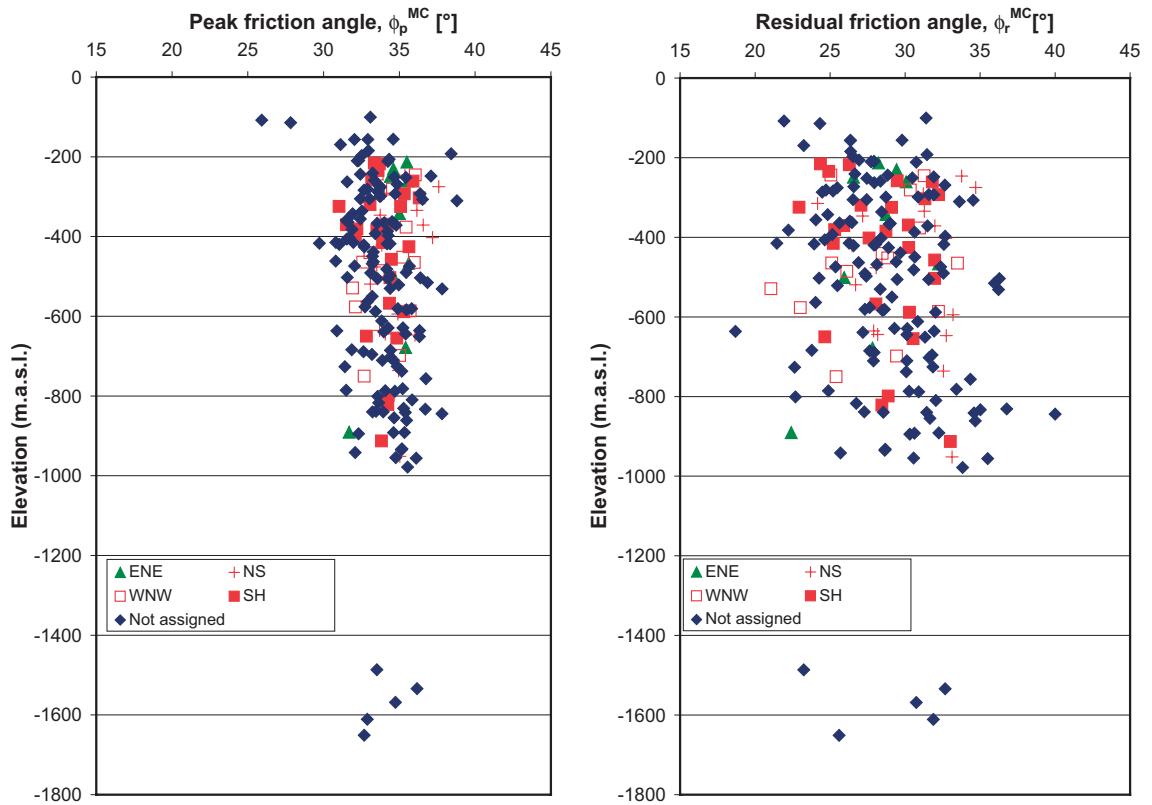 Peak friction angle, ϕp^MC [°]
15 20 25 30 35 40 45
0
-200
-400
-600
-800
-1000
-1200
-1400
-1600
-1800
Elevation (m.a.s.l.)
ENE NS
WNW SH
Not assigned
Residual friction angle, ϕr^MC[°]
15 20 25 30 35 40 45
0
-200
-400
-600
-800
-1000
-1200
-1400
-1600
-1800
Elevation (m.a.s.l.)
ENE NS
WNW SH
Not assigned